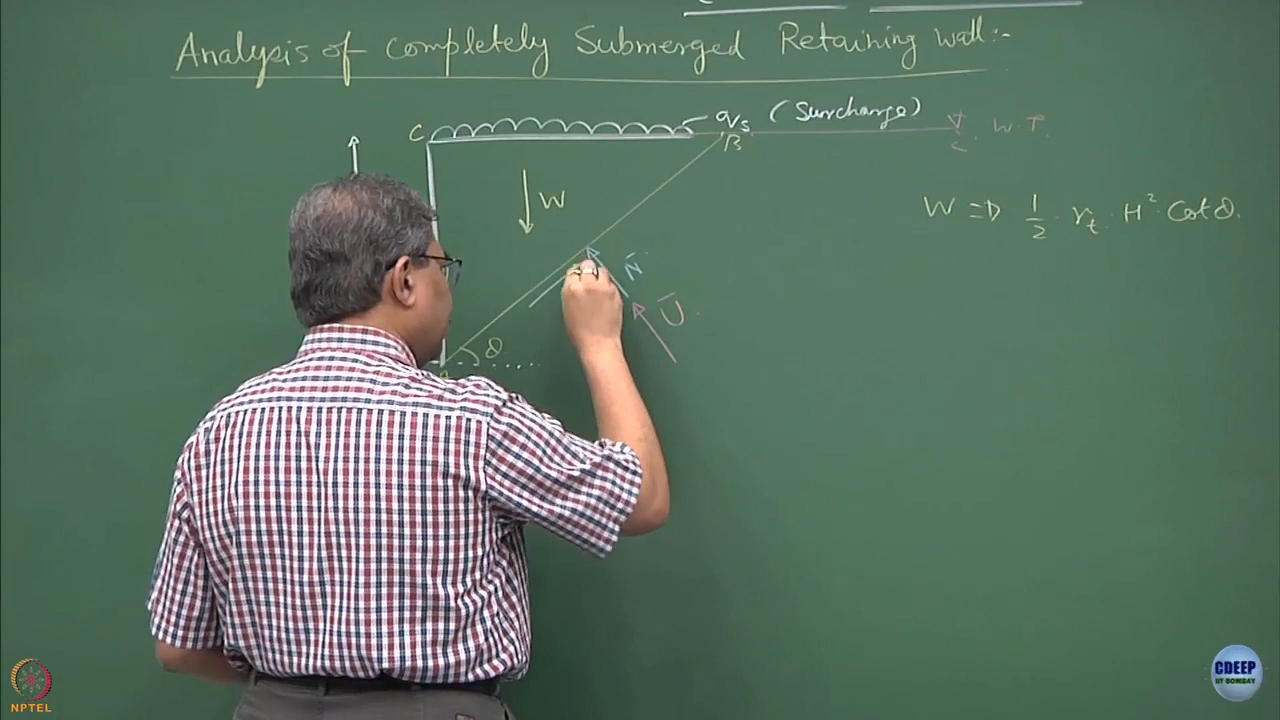 Analysis of Completely Submerged Retaining Wall:-
C qs (Surcharge) W.T.
B
W
W => 1/2 · γt · H² · Cot θ.
N̄
Ū
θ
A
NPTEL
CDEEP
IIT BOMBAY